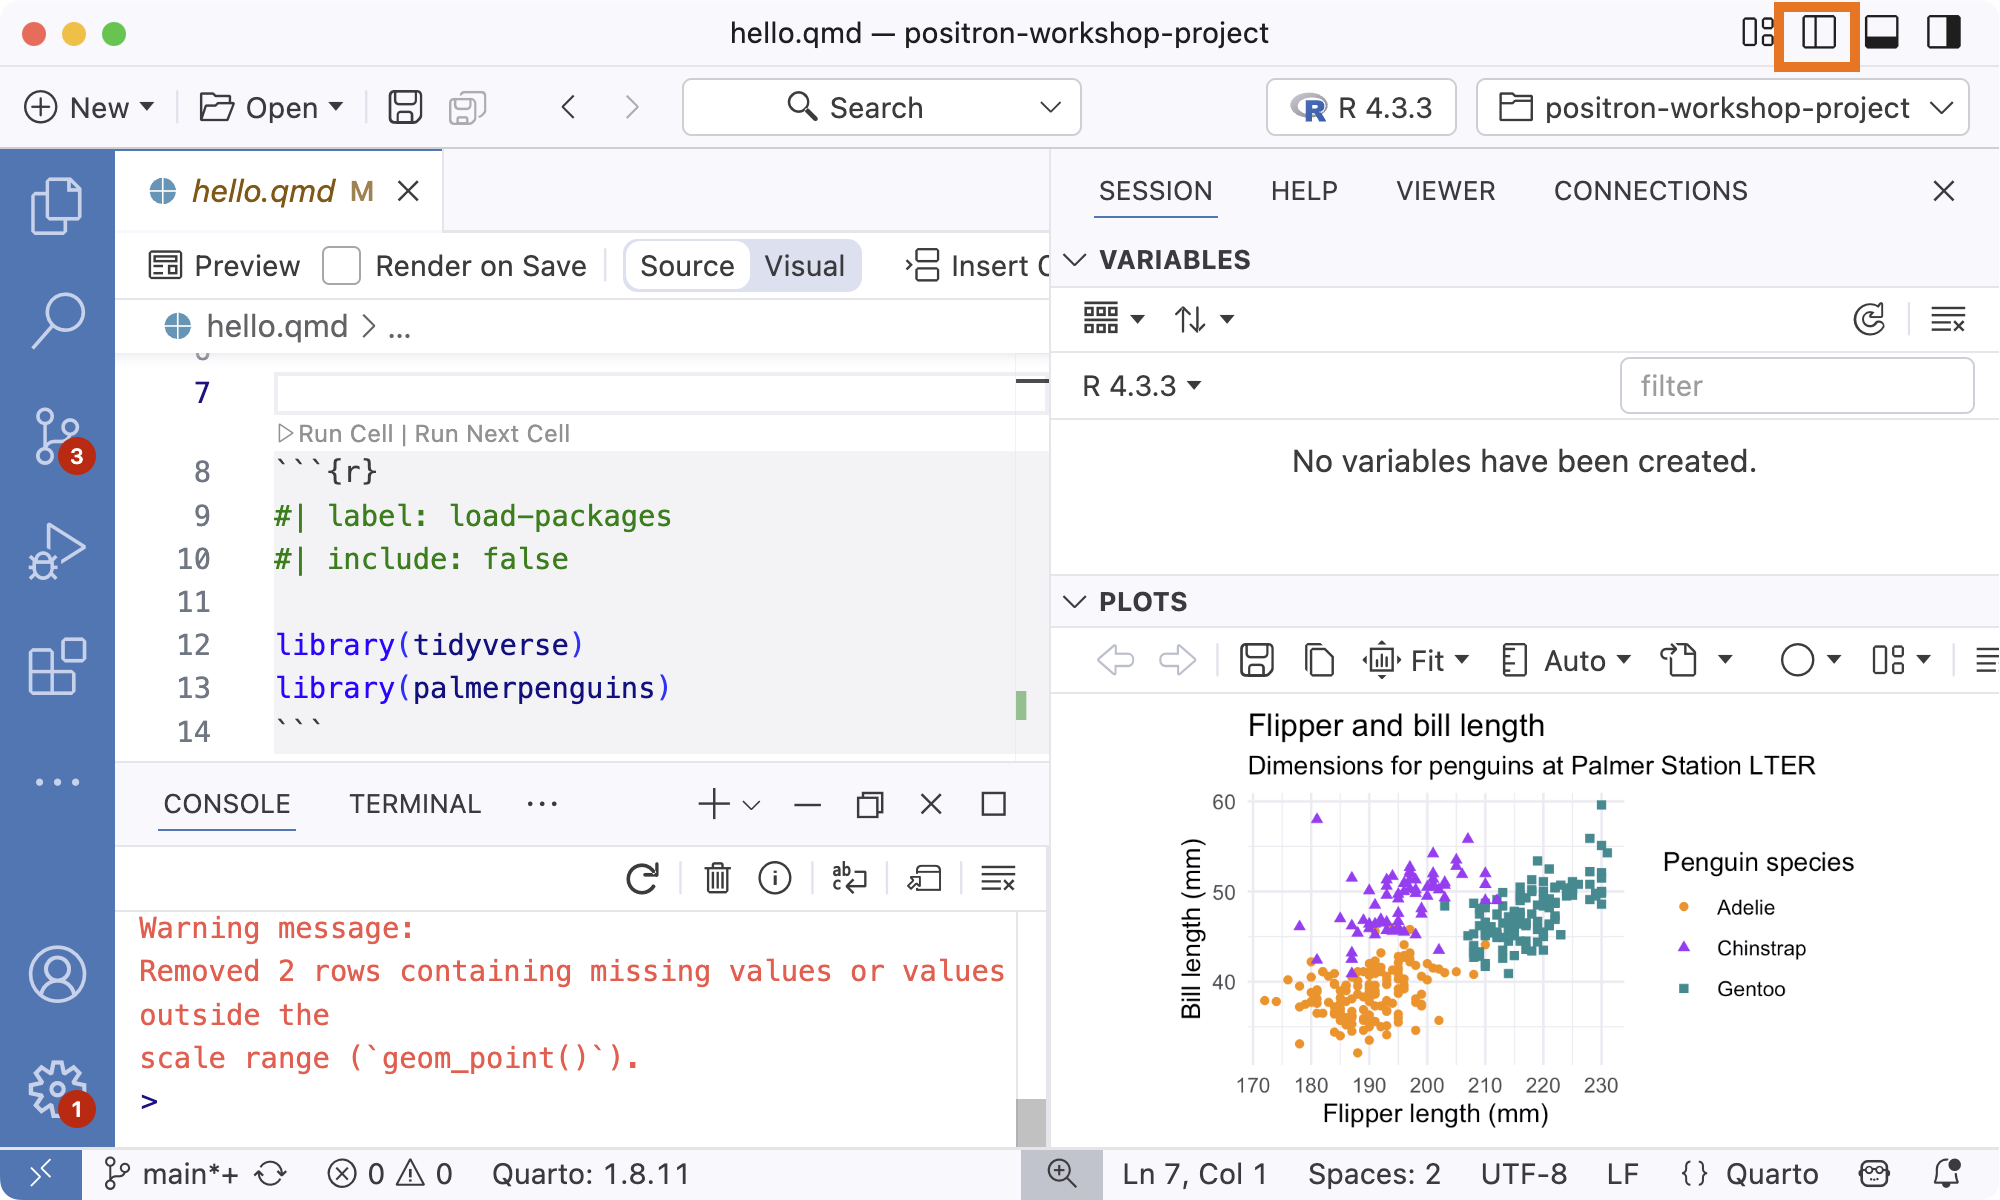 hello.qmd — positron-workshop-project
New
Open
Search
R 4.3.3
positron-workshop-project
hello.qmd M
Preview
Render on Save
Source
Visual
Insert
hello.qmd > ...
7
Run Cell | Run Next Cell
8 ```{r}
9 #| label: load-packages
10 #| include: false
11
12 library(tidyverse)
13 library(palmerpenguins)
14 ```
3
1
CONSOLE
TERMINAL
Warning message:
Removed 2 rows containing missing values or values
outside the
scale range (`geom_point()`).
>
SESSION
HELP
VIEWER
CONNECTIONS
VARIABLES
R 4.3.3
filter
No variables have been created.
PLOTS
Fit
Auto
Flipper and bill length
Dimensions for penguins at Palmer Station LTER
60
50
40
Bill length (mm)
170 180 190 200 210 220 230
Flipper length (mm)
Penguin species
Adelie
Chinstrap
Gentoo
main*+
0
0
Quarto: 1.8.11
Ln 7, Col 1
Spaces: 2
UTF-8
LF
{} Quarto